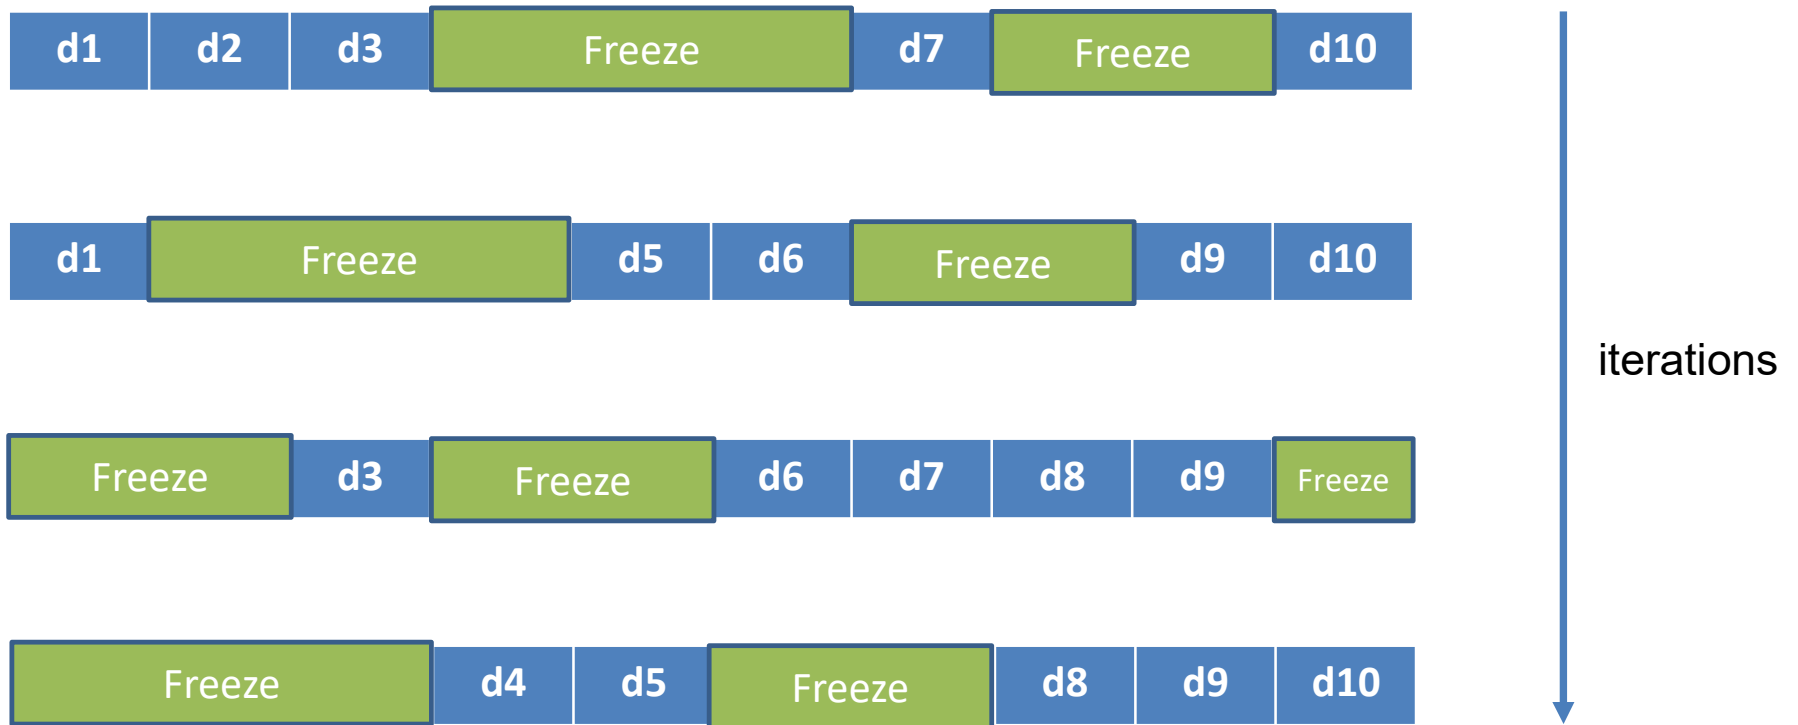 d1 d2 d3 Freeze d7 Freeze d10
d1 Freeze d5 d6 Freeze d9 d10
iterations
Freeze d3 Freeze d6 d7 d8 d9 Freeze
Freeze d4 d5 Freeze d8 d9 d10